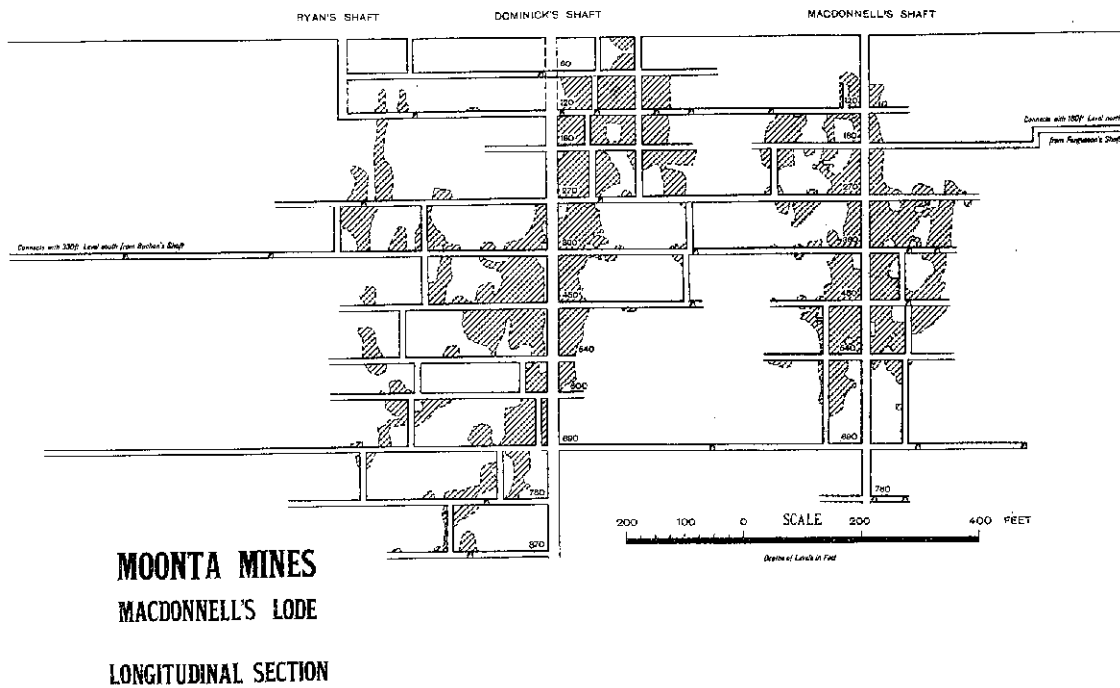 RYAN'S SHAFT
DOMINICK'S SHAFT
MACDONNELL'S SHAFT
60
120
120
180
Connects with 180ft Level north
from Ferguson's Shaft
270
270
Connects with 330ft Level south from Shaft
450
450
540
540
600
690
690
780
780
870
200 100 0 SCALE 200 400 FEET
Depths of Levels in Feet
MOONTA MINES
MACDONNELL'S LODE
LONGITUDINAL SECTION